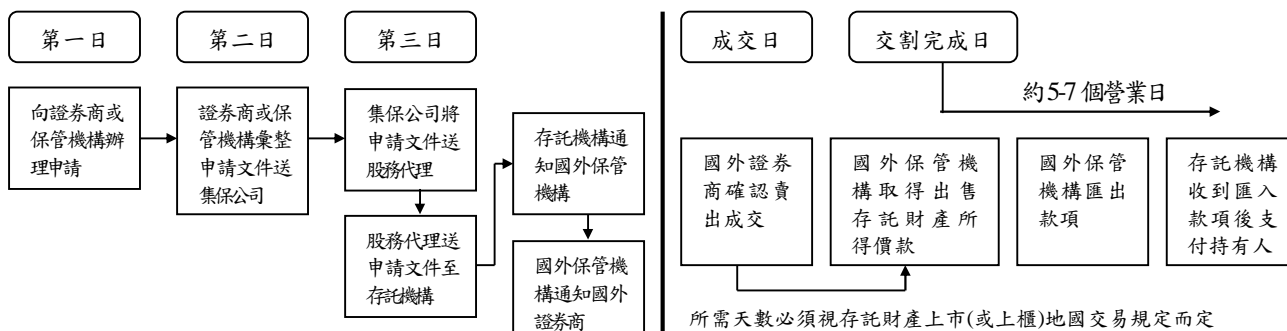 第一日
第二日
第三日
向證券商或
保管機構辦
理申請
證券商或保
管機構彙整
申請文件送
集保公司
集保公司將
申請文件送
股務代理
股務代理送
申請文件至
存託機構
存託機構通
知國外保管
機構
國外保管機
構通知國外
證券商
成交日
交割完成日
約5-7 個營業日
國外證券
商確認賣
出成交
國外保管機
構取得出售
存託財產所
得價款
國外保管
機構匯出
款項
存託機構
收到匯入
款項後支
付持有人
所需天數必須視存託財產上市(或上櫃)地國交易規定而定